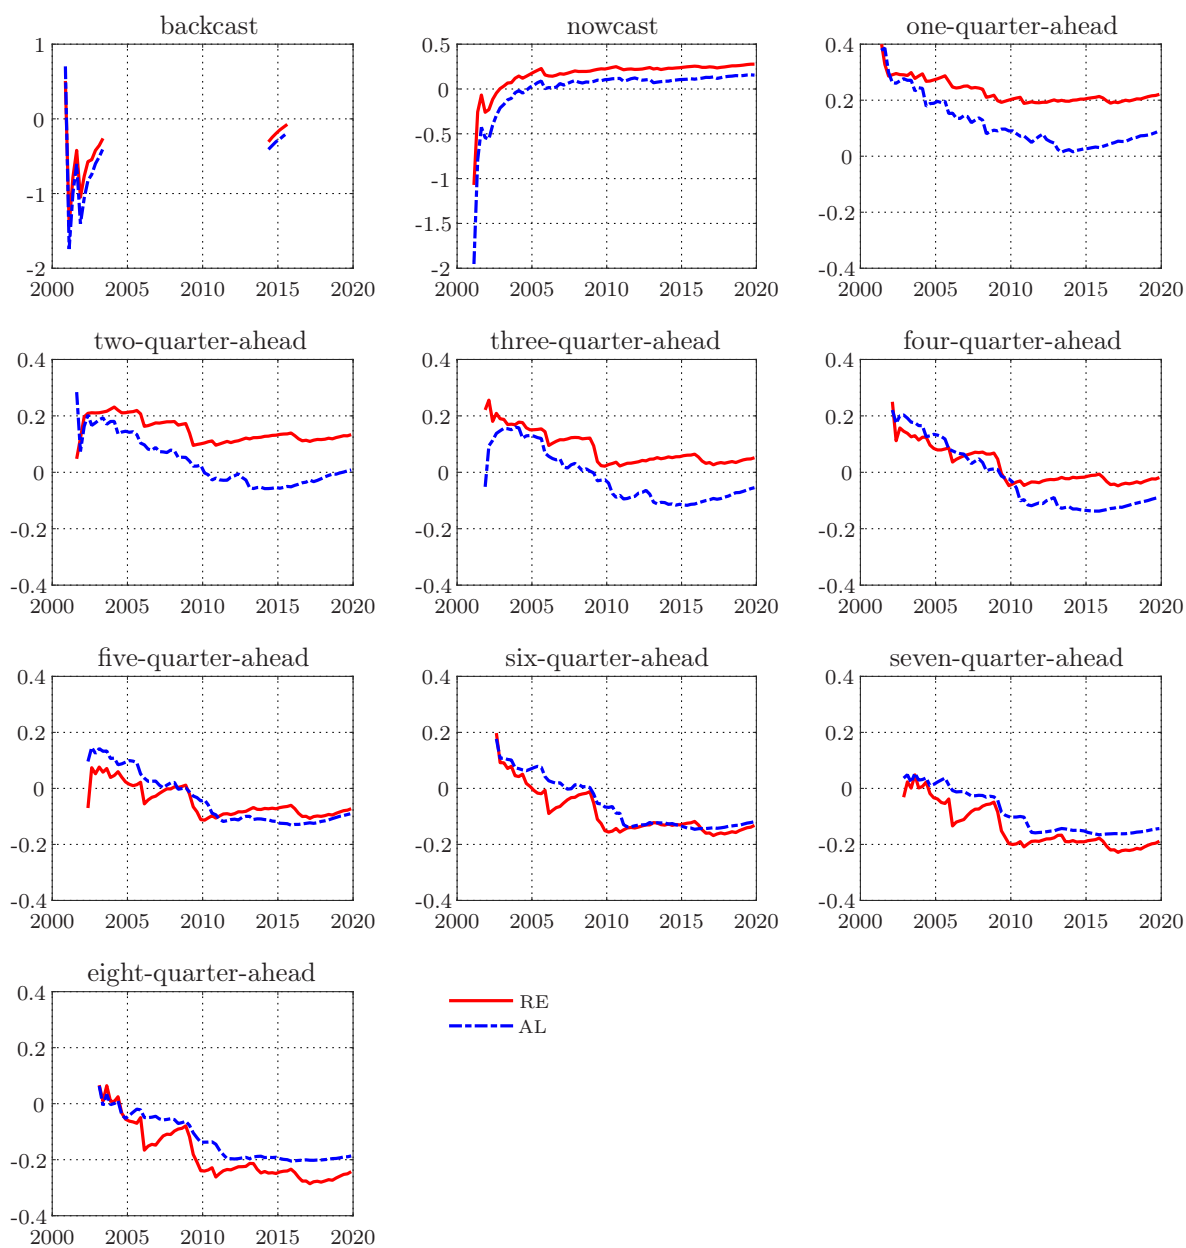 backcast
nowcast
one-quarter-ahead
1
0
-1
-2
2000 2005 2010 2015 2020
0.5
0
-0.5
-1
-1.5
-2
2000 2005 2010 2015 2020
0.4
0.2
0
-0.2
-0.4
2000 2005 2010 2015 2020
two-quarter-ahead
three-quarter-ahead
four-quarter-ahead
0.4
0.2
0
-0.2
-0.4
2000 2005 2010 2015 2020
0.4
0.2
0
-0.2
-0.4
2000 2005 2010 2015 2020
0.4
0.2
0
-0.2
-0.4
2000 2005 2010 2015 2020
five-quarter-ahead
six-quarter-ahead
seven-quarter-ahead
0.4
0.2
0
-0.2
-0.4
2000 2005 2010 2015 2020
0.4
0.2
0
-0.2
-0.4
2000 2005 2010 2015 2020
0.4
0.2
0
-0.2
-0.4
2000 2005 2010 2015 2020
eight-quarter-ahead
0.4
0.2
0
-0.2
-0.4
2000 2005 2010 2015 2020
RE
AL